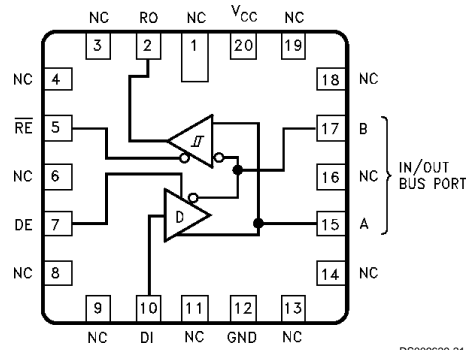 NC RO NC V_CC NC
3 2 1 20 19
NC 4 18 NC
R̅E̅ 5 17 B
NC 6 16 NC
IN/OUT
BUS PORT
DE 7 D 15 A
NC 8 14 NC
9 10 11 12 13
NC DI NC GND NC